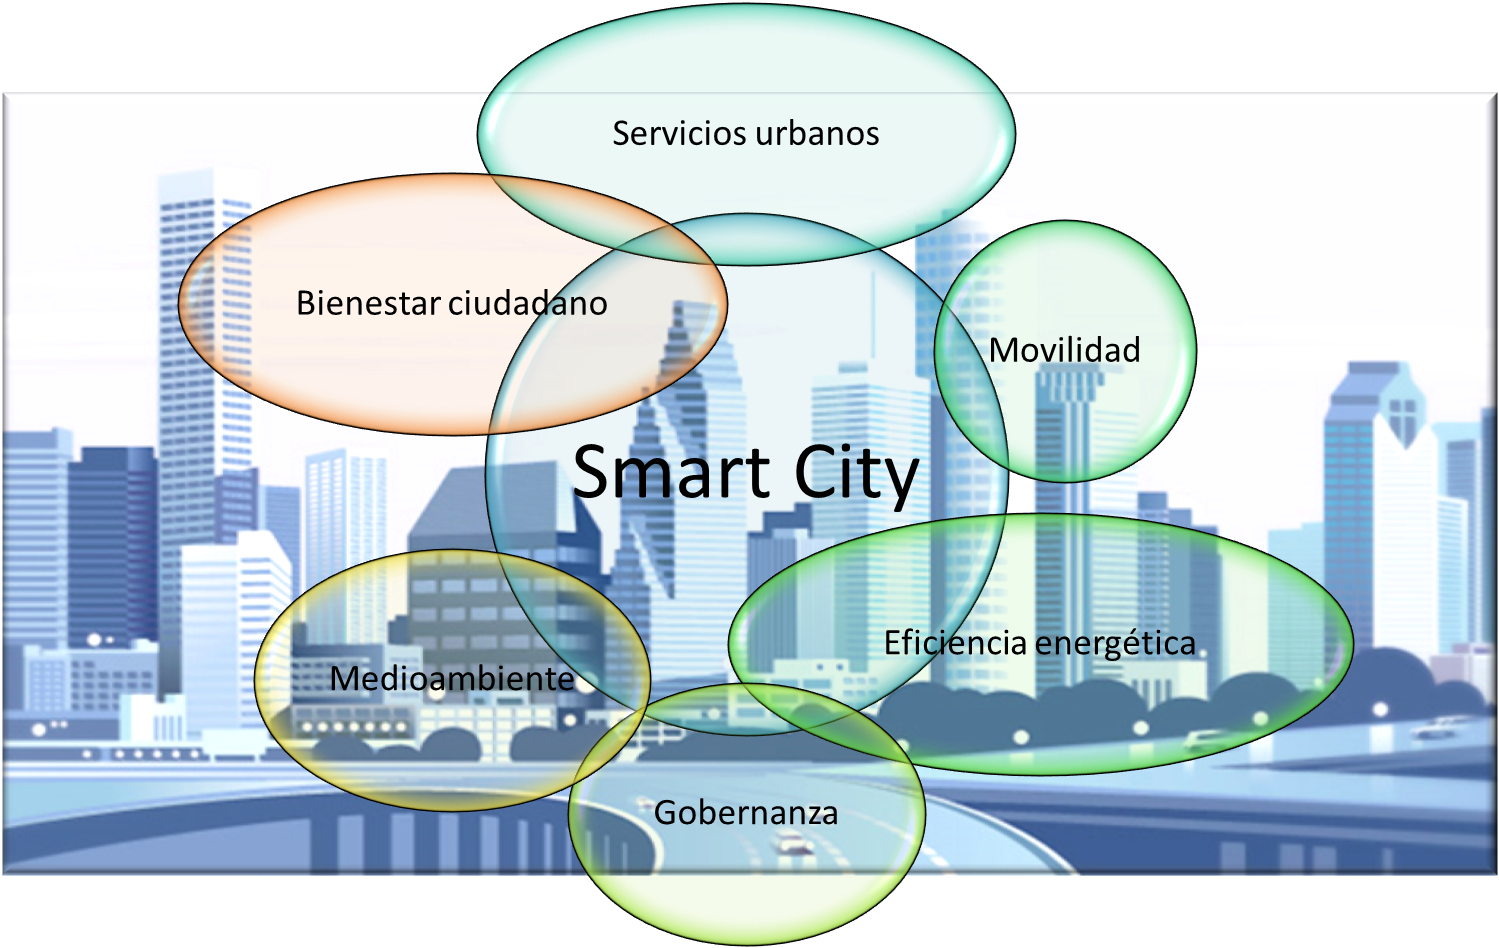 Servicios urbanos
Bienestar ciudadano
Movilidad
Smart City
Eficiencia energética
Medioambiente
Gobernanza